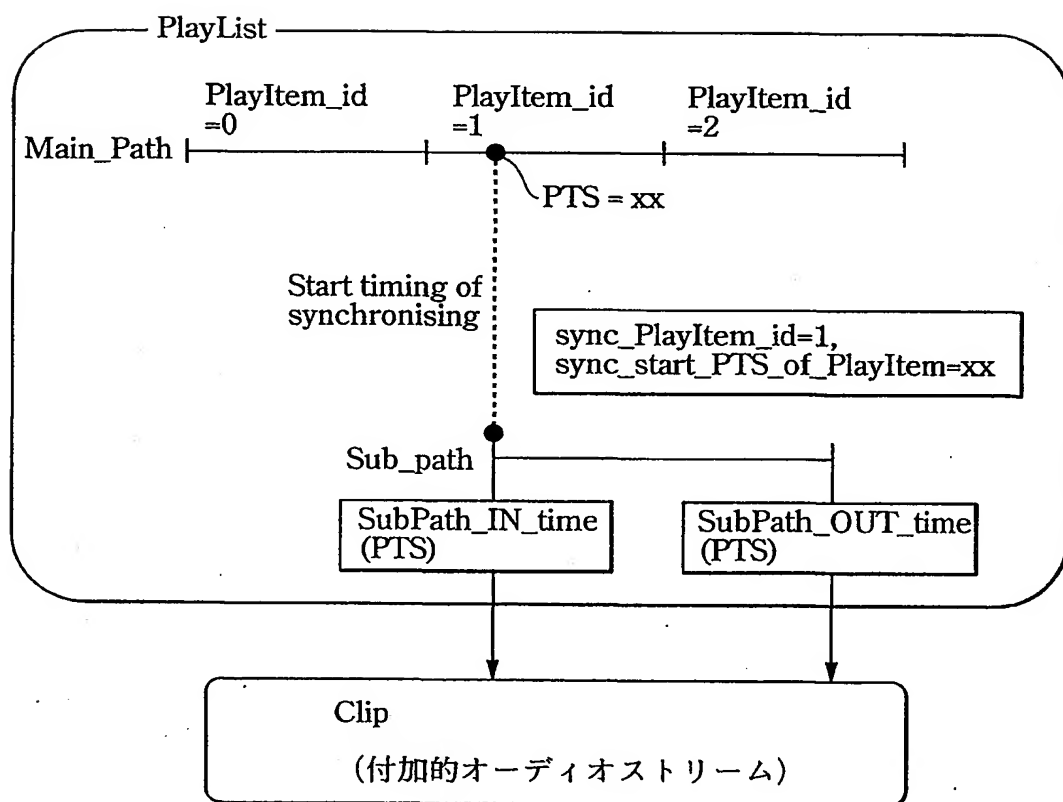 PlayList
PlayItem_id
=0
PlayItem_id
=1
PlayItem_id
=2
Main_Path
PTS = xx
Start timing of
synchronising
sync_PlayItem_id=1,
sync_start_PTS_of_PlayItem=xx
Sub_path
SubPath_IN_time
(PTS)
SubPath_OUT_time
(PTS)
Clip
(付加的オーディオストリーム)